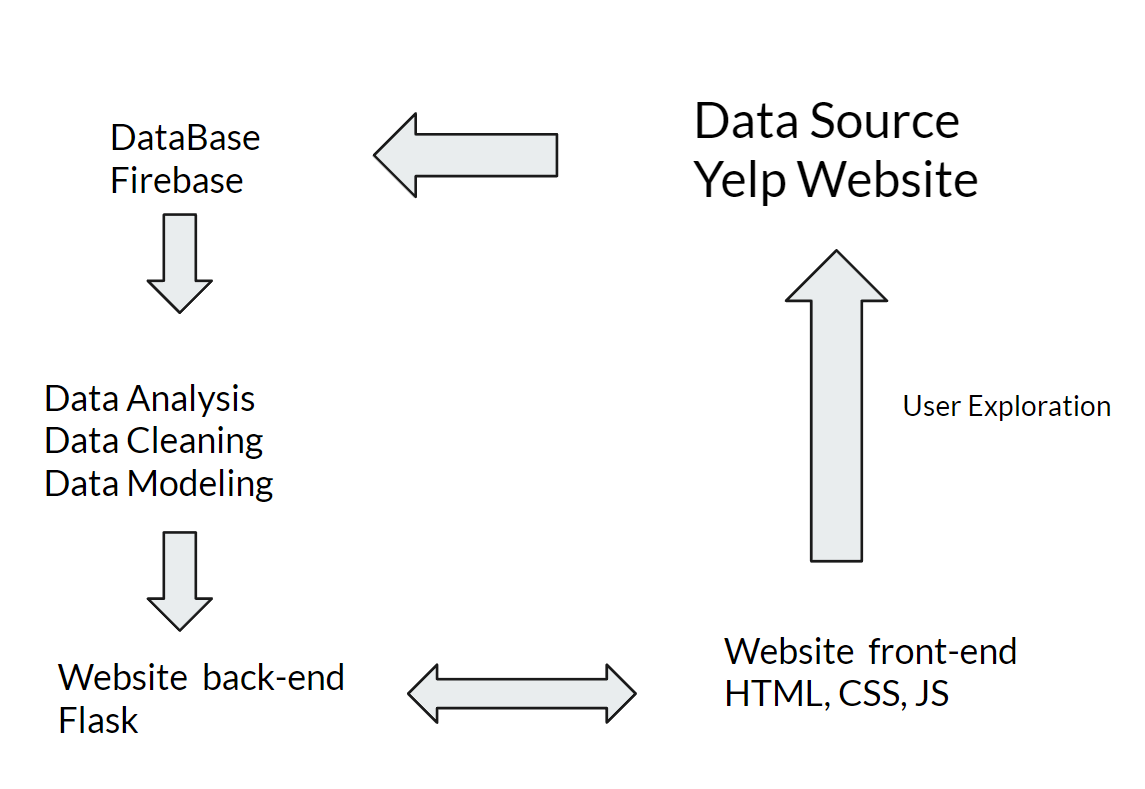 DataBase
Firebase
Data Source
Yelp Website
Data Analysis
Data Cleaning
Data Modeling
User Exploration
Website back-end
Flask
Website front-end
HTML, CSS, JS